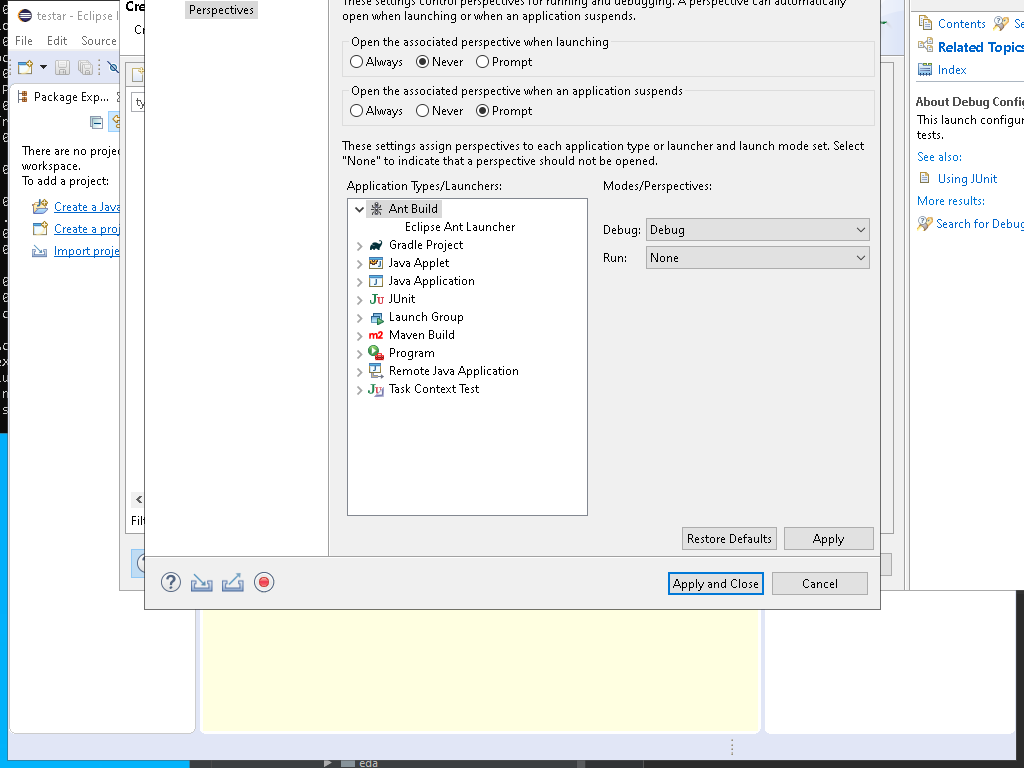 testar - Eclipse
File Edit Source
Package Exp...
There are no proje
workspace.
To add a project:
Create a Java
Create a proj
Import proje
Cre
Cr
ty
Filt
Perspectives
These settings control perspectives for running and debugging. A perspective can automatically
open when launching or when an application suspends.
Open the associated perspective when launching
Always Never Prompt
Open the associated perspective when an application suspends
Always Never Prompt
These settings assign perspectives to each application type or launcher and launch mode set. Select
"None" to indicate that a perspective should not be opened.
Application Types/Launchers:
Ant Build
Eclipse Ant Launcher
Gradle Project
Java Applet
Java Application
JUnit
Launch Group
Maven Build
Program
Remote Java Application
Task Context Test
Modes/Perspectives:
Debug: Debug
Run: None
Restore Defaults Apply
Apply and Close Cancel
Contents Se
Related Topics
Index
About Debug Config
This launch configur
tests.
See also:
Using JUnit
More results:
Search for Debug
eda